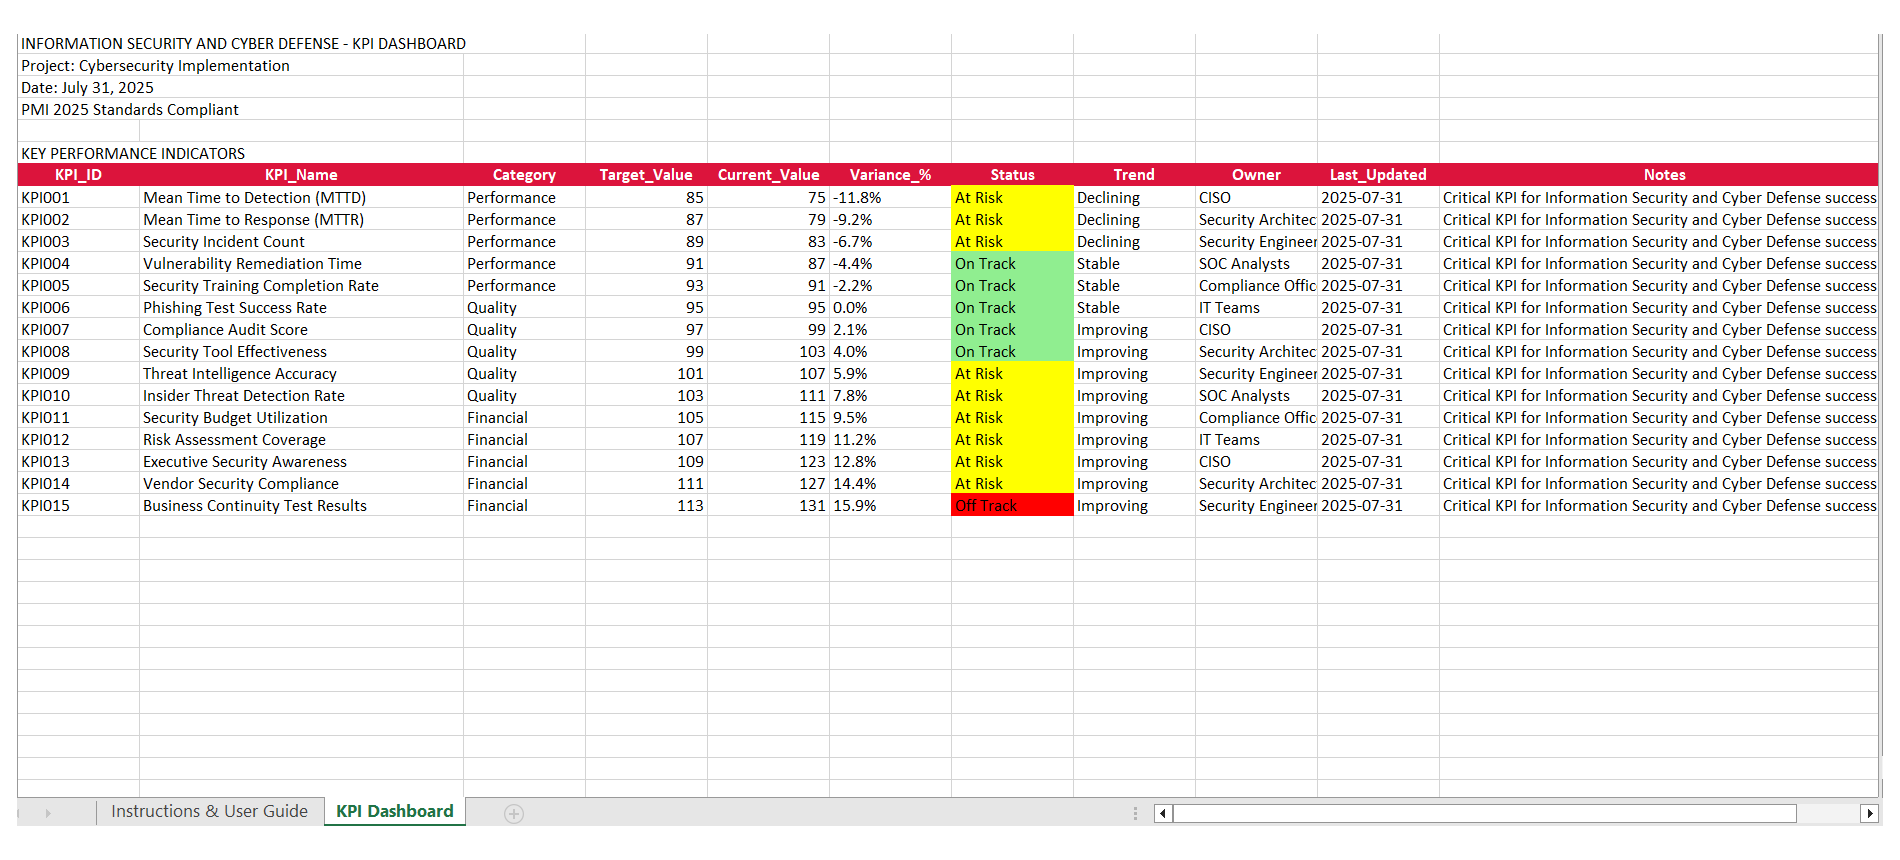 INFORMATION SECURITY AND CYBER DEFENSE - KPI DASHBOARD
Project: Cybersecurity Implementation
Date: July 31, 2025
PMI 2025 Standards Compliant
KEY PERFORMANCE INDICATORS
KPI_ID KPI_Name Category Target_Value Current_Value Variance_% Status Trend Owner Last_Updated Notes
KPI001 Mean Time to Detection (MTTD) Performance 85 75 -11.8% At Risk Declining CISO 2025-07-31 Critical KPI for Information Security and Cyber Defense success
KPI002 Mean Time to Response (MTTR) Performance 87 79 -9.2% At Risk Declining Security Architec 2025-07-31 Critical KPI for Information Security and Cyber Defense success
KPI003 Security Incident Count Performance 89 83 -6.7% At Risk Declining Security Engineer 2025-07-31 Critical KPI for Information Security and Cyber Defense success
KPI004 Vulnerability Remediation Time Performance 91 87 -4.4% On Track Stable SOC Analysts 2025-07-31 Critical KPI for Information Security and Cyber Defense success
KPI005 Security Training Completion Rate Performance 93 91 -2.2% On Track Stable Compliance Offic 2025-07-31 Critical KPI for Information Security and Cyber Defense success
KPI006 Phishing Test Success Rate Quality 95 95 0.0% On Track Stable IT Teams 2025-07-31 Critical KPI for Information Security and Cyber Defense success
KPI007 Compliance Audit Score Quality 97 99 2.1% On Track Improving CISO 2025-07-31 Critical KPI for Information Security and Cyber Defense success
KPI008 Security Tool Effectiveness Quality 99 103 4.0% On Track Improving Security Architec 2025-07-31 Critical KPI for Information Security and Cyber Defense success
KPI009 Threat Intelligence Accuracy Quality 101 107 5.9% At Risk Improving Security Engineer 2025-07-31 Critical KPI for Information Security and Cyber Defense success
KPI010 Insider Threat Detection Rate Quality 103 111 7.8% At Risk Improving SOC Analysts 2025-07-31 Critical KPI for Information Security and Cyber Defense success
KPI011 Security Budget Utilization Financial 105 115 9.5% At Risk Improving Compliance Offic 2025-07-31 Critical KPI for Information Security and Cyber Defense success
KPI012 Risk Assessment Coverage Financial 107 119 11.2% At Risk Improving IT Teams 2025-07-31 Critical KPI for Information Security and Cyber Defense success
KPI013 Executive Security Awareness Financial 109 123 12.8% At Risk Improving CISO 2025-07-31 Critical KPI for Information Security and Cyber Defense success
KPI014 Vendor Security Compliance Financial 111 127 14.4% At Risk Improving Security Architec 2025-07-31 Critical KPI for Information Security and Cyber Defense success
KPI015 Business Continuity Test Results Financial 113 131 15.9% Off Track Improving Security Engineer 2025-07-31 Critical KPI for Information Security and Cyber Defense success
Instructions & User Guide KPI Dashboard